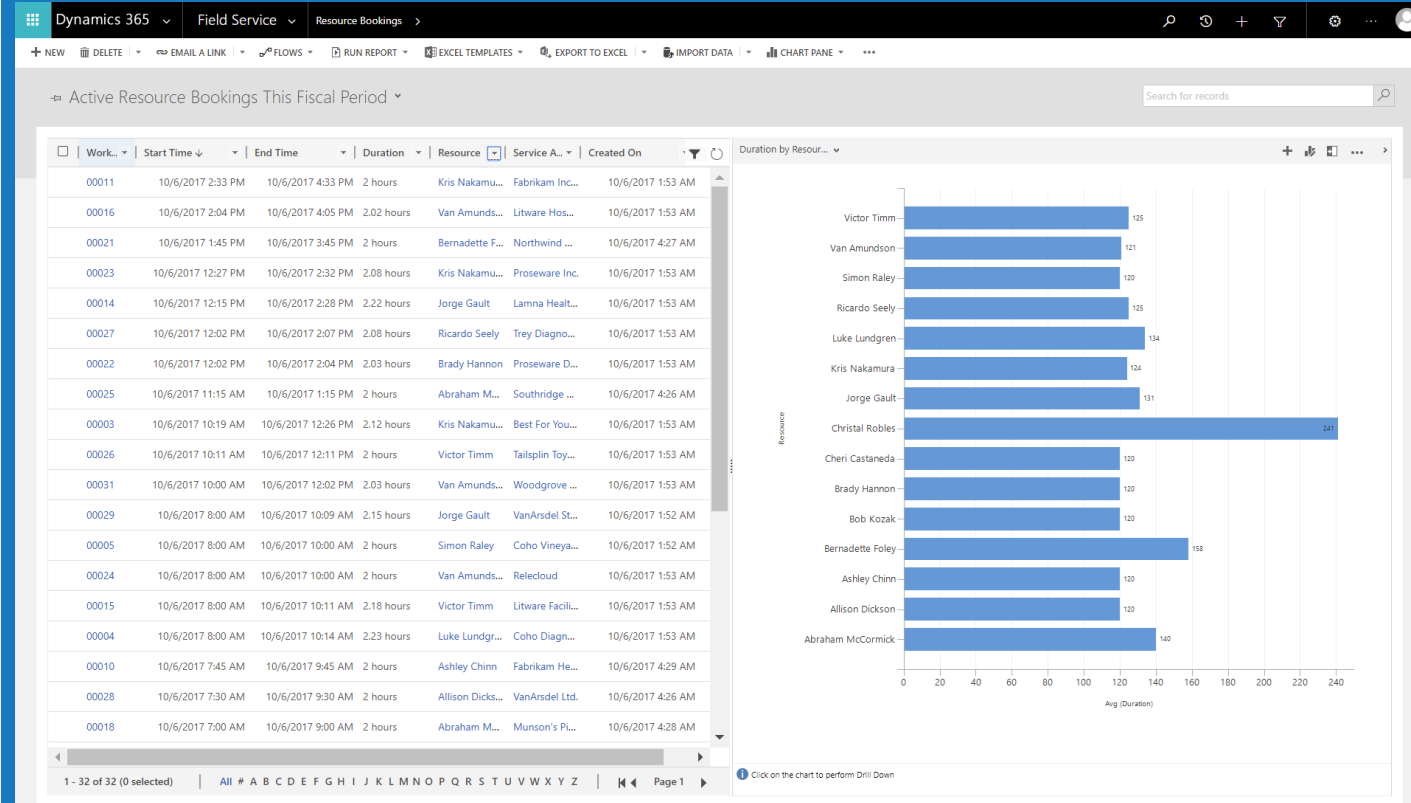 Dynamics 365 Field Service Resource Bookings
NEW DELETE EMAIL A LINK FLOWS RUN REPORT EXCEL TEMPLATES EXPORT TO EXCEL IMPORT DATA CHART PANE
Active Resource Bookings This Fiscal Period
Search for records
Work... Start Time End Time Duration Resource Service A... Created On
00011 10/6/2017 2:33 PM 10/6/2017 4:33 PM 2 hours Kris Nakamu... Fabrikam Inc... 10/6/2017 1:53 AM
00016 10/6/2017 2:04 PM 10/6/2017 4:05 PM 2.02 hours Van Amunds... Litware Hos... 10/6/2017 1:53 AM
00021 10/6/2017 1:45 PM 10/6/2017 3:45 PM 2 hours Bernadette F... Northwind ... 10/6/2017 4:27 AM
00023 10/6/2017 12:27 PM 10/6/2017 2:32 PM 2.08 hours Kris Nakamu... Proseware Inc. 10/6/2017 1:53 AM
00014 10/6/2017 12:15 PM 10/6/2017 2:28 PM 2.22 hours Jorge Gault Lamna Healt... 10/6/2017 1:53 AM
00027 10/6/2017 12:02 PM 10/6/2017 2:07 PM 2.08 hours Ricardo Seely Trey Diagno... 10/6/2017 1:53 AM
00022 10/6/2017 12:02 PM 10/6/2017 2:04 PM 2.03 hours Brady Hannon Proseware D... 10/6/2017 1:53 AM
00025 10/6/2017 11:15 AM 10/6/2017 1:15 PM 2 hours Abraham M... Southridge ... 10/6/2017 4:26 AM
00003 10/6/2017 10:19 AM 10/6/2017 12:26 PM 2.12 hours Kris Nakamu... Best For You... 10/6/2017 1:53 AM
00026 10/6/2017 10:11 AM 10/6/2017 12:11 PM 2 hours Victor Timm Tailsplin Toy... 10/6/2017 1:53 AM
00031 10/6/2017 10:00 AM 10/6/2017 12:02 PM 2.03 hours Van Amunds... Woodgrove ... 10/6/2017 1:53 AM
00029 10/6/2017 8:00 AM 10/6/2017 10:09 AM 2.15 hours Jorge Gault VanArsdel St... 10/6/2017 1:52 AM
00005 10/6/2017 8:00 AM 10/6/2017 10:00 AM 2 hours Simon Raley Coho Vineya... 10/6/2017 1:52 AM
00024 10/6/2017 8:00 AM 10/6/2017 10:00 AM 2 hours Van Amunds... Relecloud 10/6/2017 1:53 AM
00015 10/6/2017 8:00 AM 10/6/2017 10:11 AM 2.18 hours Victor Timm Litware Facili... 10/6/2017 1:53 AM
00004 10/6/2017 8:00 AM 10/6/2017 10:14 AM 2.23 hours Luke Lundgr... Coho Diagn... 10/6/2017 1:53 AM
00010 10/6/2017 7:45 AM 10/6/2017 9:45 AM 2 hours Ashley Chinn Fabrikam He... 10/6/2017 4:29 AM
00028 10/6/2017 7:30 AM 10/6/2017 9:30 AM 2 hours Allison Dicks... VanArsdel Ltd. 10/6/2017 4:26 AM
00018 10/6/2017 7:00 AM 10/6/2017 9:00 AM 2 hours Abraham M... Munson's Pi... 10/6/2017 4:28 AM
1 - 32 of 32 (0 selected) All # A B C D E F G H I J K L M N O P Q R S T U V W X Y Z Page 1
Duration by Resour...
Resource
Victor Timm 125
Van Amundson 121
Simon Raley 120
Ricardo Seely 125
Luke Lundgren 134
Kris Nakamura 124
Jorge Gault 131
Christal Robles 241
Cheri Castaneda 120
Brady Hannon 120
Bob Kozak 120
Bernadette Foley 158
Ashley Chinn 120
Allison Dickson 120
Abraham McCormick 140
0 20 40 60 80 100 120 140 160 180 200 220 240
Avg (Duration)
Click on the chart to perform Drill Down